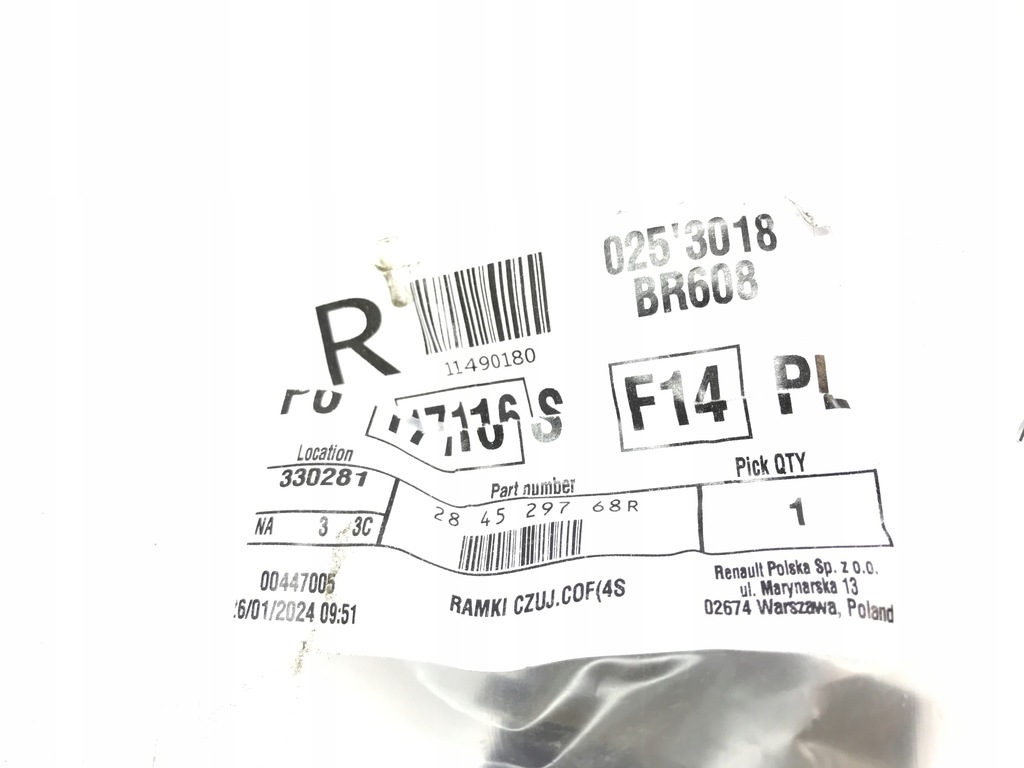 025'3018
BR608
R
11490180
S
F14
PL
Location
330281
Part number
28 45 297 68R
Pick QTY
1
NA 3 3C
00447005
6/01/2024 09:51
RAMKI CZUJ.COF(4S
Renault Polska Sp. z o.o.
ul. Marynarska 13
02674 Warszawa, Poland